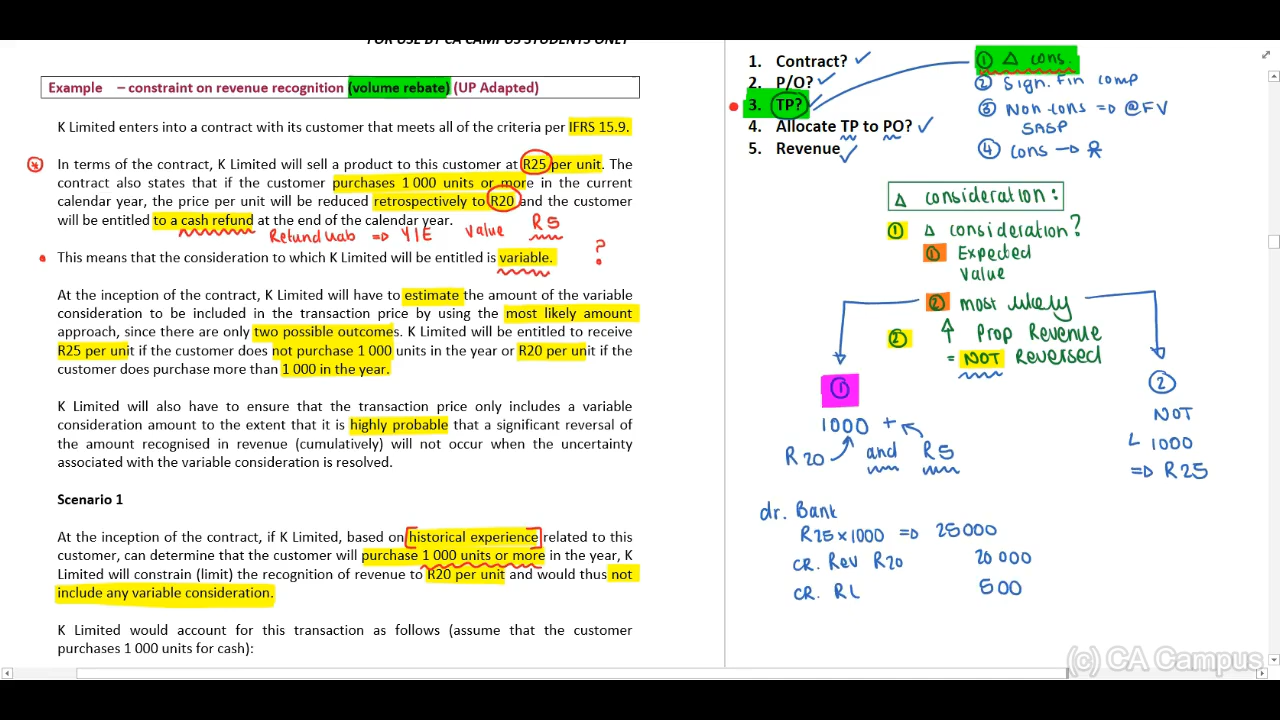 FOR USE BY CA CAMPUS STUDENTS ONLY
Example – constraint on revenue recognition (volume rebate) (UP Adapted)
K Limited enters into a contract with its customer that meets all of the criteria per IFRS 15.9.
In terms of the contract, K Limited will sell a product to this customer at R25 per unit. The
contract also states that if the customer purchases 1 000 units or more in the current
calendar year, the price per unit will be reduced retrospectively to R20 and the customer
will be entitled to a cash refund at the end of the calendar year.
Refund liab => Y/E Value R5
This means that the consideration to which K Limited will be entitled is variable. ?
At the inception of the contract, K Limited will have to estimate the amount of the variable
consideration to be included in the transaction price by using the most likely amount
approach, since there are only two possible outcomes. K Limited will be entitled to receive
R25 per unit if the customer does not purchase 1 000 units in the year or R20 per unit if the
customer does purchase more than 1 000 in the year.
K Limited will also have to ensure that the transaction price only includes a variable
consideration amount to the extent that it is highly probable that a significant reversal of
the amount recognised in revenue (cumulatively) will not occur when the uncertainty
associated with the variable consideration is resolved.
Scenario 1
At the inception of the contract, if K Limited, based on historical experience related to this
customer, can determine that the customer will purchase 1 000 units or more in the year, K
Limited will constrain (limit) the recognition of revenue to R20 per unit and would thus not
include any variable consideration.
K Limited would account for this transaction as follows (assume that the customer
purchases 1 000 units for cash):
1. Contract? ✓
2. P/O? ✓
3. TP? ✓
4. Allocate TP to PO? ✓
5. Revenue ✓
① Δ cons.
② Sign. Fin comp
③ Non cons => @FV
SASP
④ cons → 
Δ consideration:
① Δ consideration?
① Expected
Value
② most likely
② ↑ Prop Revenue
= NOT Reversed
①
1000 +
R20 and R5
②
NOT
1000
=> R25
dr. Bank
R25 x 1000 => 25000
CR. Rev R20 20 000
CR. RL 500
(c) CA Campus